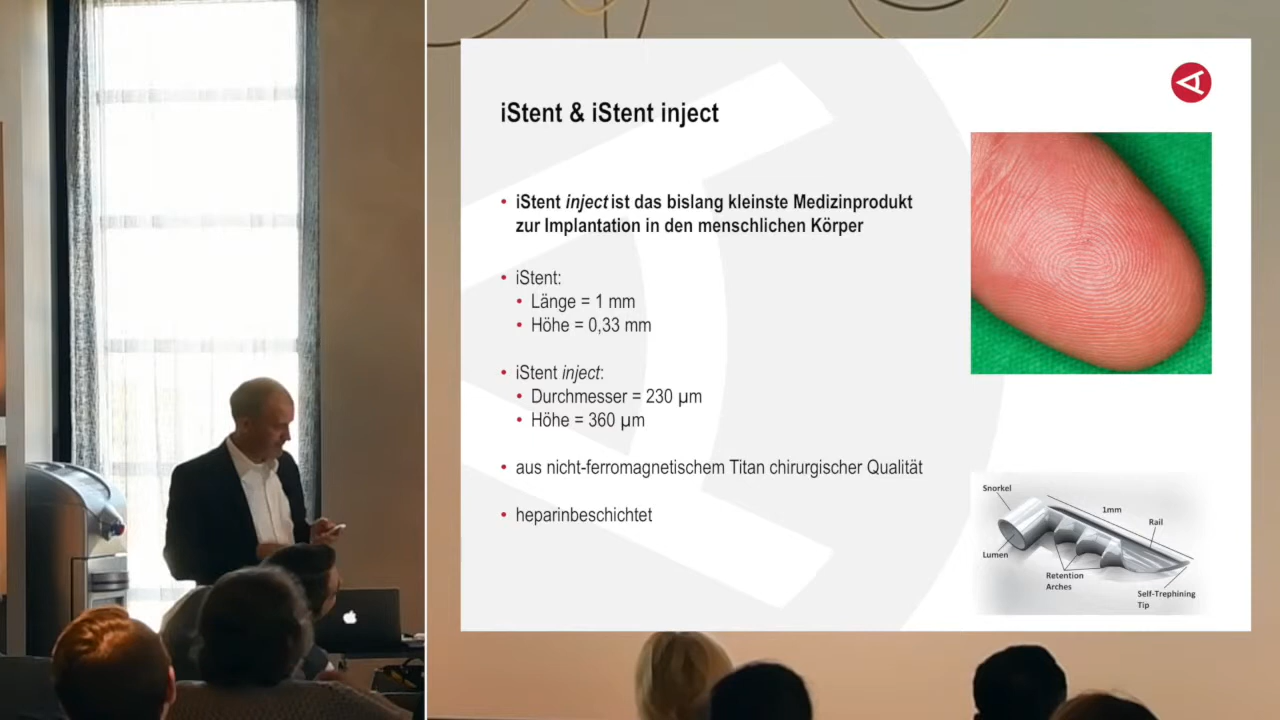 iStent & iStent inject
• iStent inject ist das bislang kleinste Medizinprodukt
zur Implantation in den menschlichen Körper
• iStent:
• Länge = 1 mm
• Höhe = 0,33 mm
• iStent inject:
• Durchmesser = 230 µm
• Höhe = 360 µm
• aus nicht-ferromagnetischem Titan chirurgischer Qualität
• heparinbeschichtet
Snorkel
1mm
Rail
Lumen
Retention
Arches
Self-Trephining
Tip